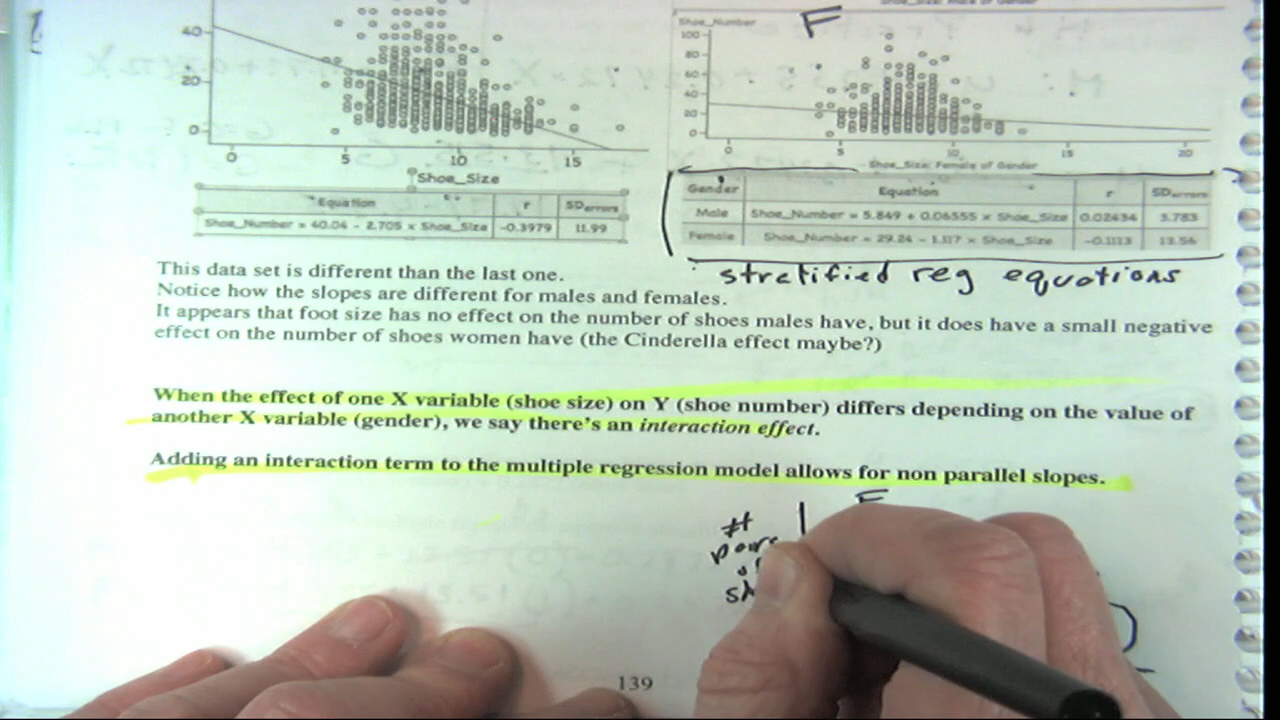 40
20
0
0 5 10 15
Shoe_Size
Equation r SDerrors
Shoe_Number = 40.04 - 2.705 × Shoe_Size -0.3979 11.99
F
Shoe_Number
100
80
60
40
20
0
0 5 10 15 20
Shoe_Size: Female of Gender
Gender Equation r SDerrors
Male Shoe_Number = 5.849 + 0.06555 × Shoe_Size 0.02434 3.783
Female Shoe_Number = 29.24 - 1.117 × Shoe_Size -0.1113 13.56
stratified reg equations
This data set is different than the last one.
Notice how the slopes are different for males and females.
It appears that foot size has no effect on the number of shoes males have, but it does have a small negative
effect on the number of shoes women have (the Cinderella effect maybe?)
When the effect of one X variable (shoe size) on Y (shoe number) differs depending on the value of
another X variable (gender), we say there's an interaction effect.
Adding an interaction term to the multiple regression model allows for non parallel slopes.
F
#
139